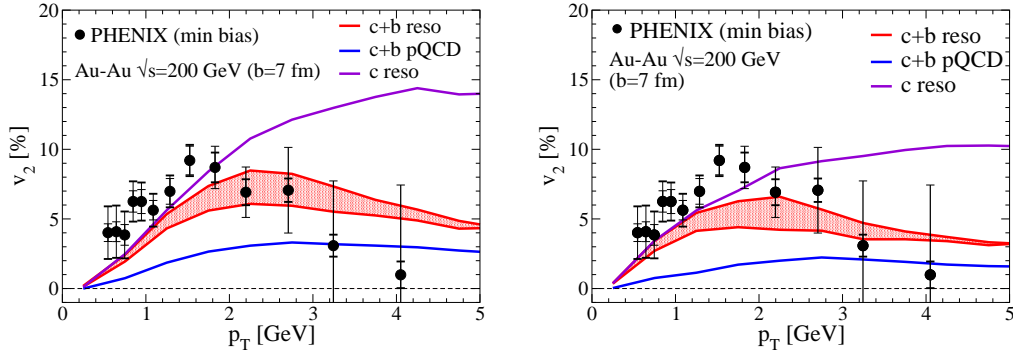 20
15
10
5
0
v₂ [%]
PHENIX (min bias)
Au-Au √s=200 GeV (b=7 fm)
c+b reso
c+b pQCD
c reso
0 1 2 3 4 5
p_T [GeV]
20
15
10
5
0
v₂ [%]
PHENIX (min bias)
Au-Au √s=200 GeV
(b=7 fm)
c+b reso
c+b pQCD
c reso
0 1 2 3 4 5
p_T [GeV]